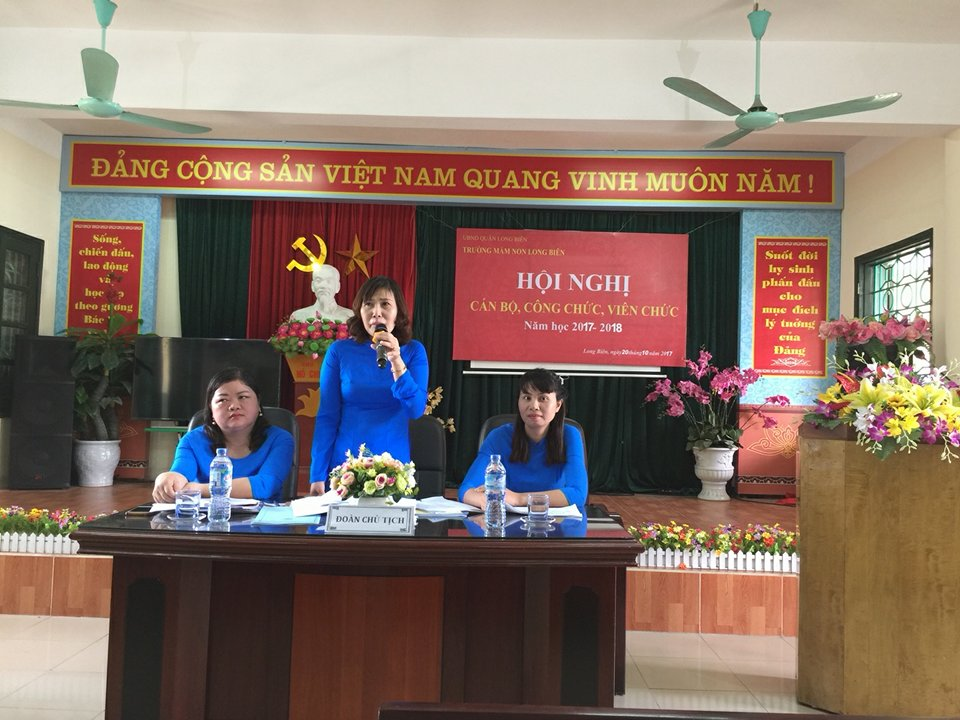 ĐẢNG CỘNG SẢN VIỆT NAM QUANG VINH MUÔN NĂM !
Sống,
chiến đấu,
lao động
và
học
theo gương
Bác
UBND QUẬN LONG BIÊN
TRƯỜNG MẦM NON LONG BIÊN
HỘI NGHỊ
CÁN BỘ, CÔNG CHỨC, VIÊN CHỨC
Năm học 2017- 2018
Long Biên, ngày 20 tháng 10 năm 2017
Suốt đời
hy sinh
phấn đấu
cho
mục đích
lý tưởng
của
Đảng
ĐOÀN CHỦ TỊCH